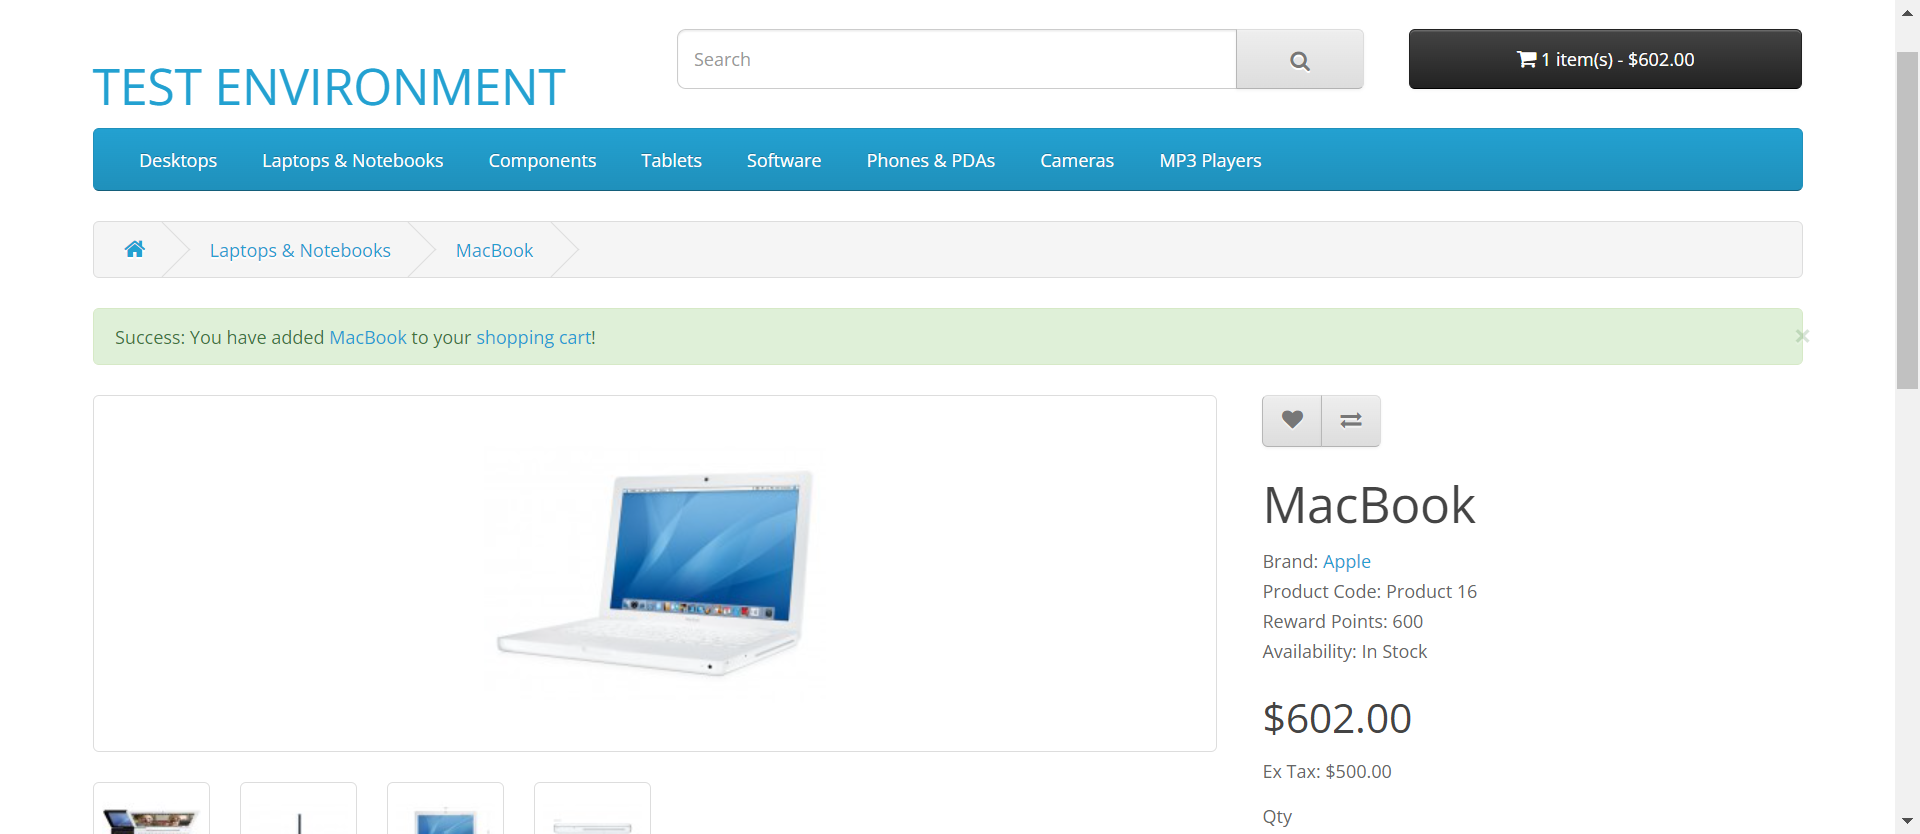 TEST ENVIRONMENT
Search
1 item(s) - $602.00
Desktops Laptops & Notebooks Components Tablets Software Phones & PDAs Cameras MP3 Players
Laptops & Notebooks MacBook
Success: You have added MacBook to your shopping cart!
×
MacBook
Brand: Apple
Product Code: Product 16
Reward Points: 600
Availability: In Stock
$602.00
Ex Tax: $500.00
Qty